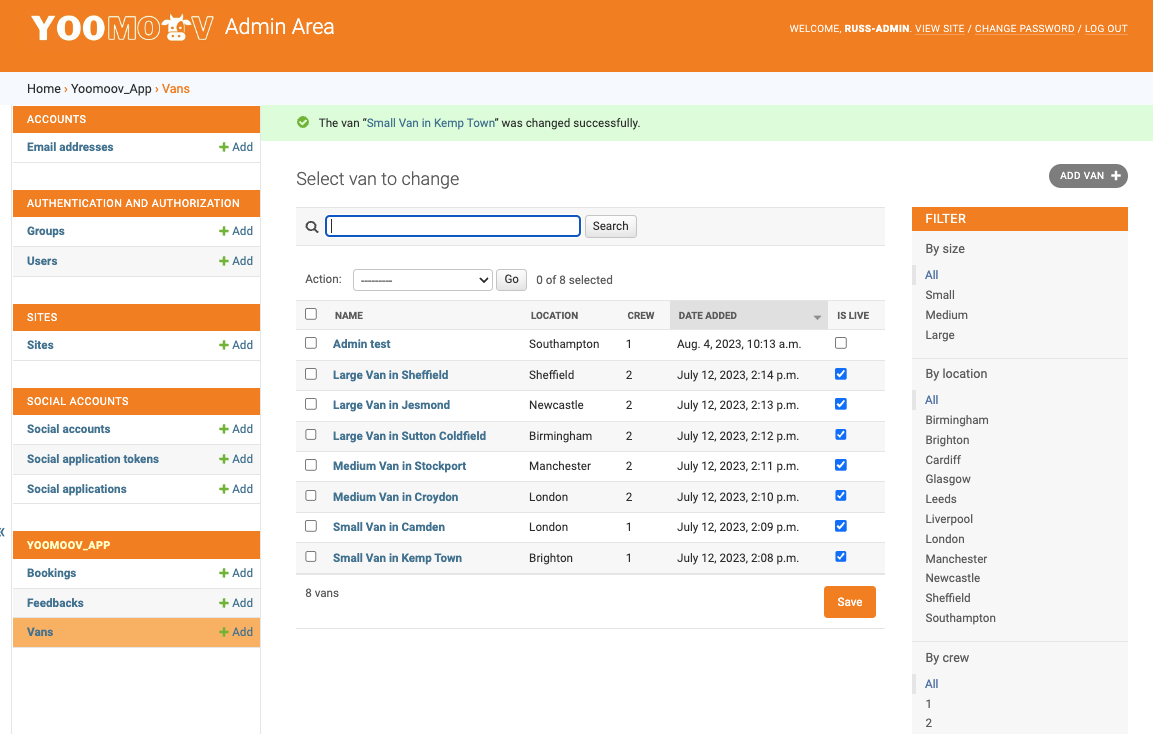 YOOMOOV Admin Area
WELCOME, RUSS-ADMIN. VIEW SITE / CHANGE PASSWORD / LOG OUT
Home › Yoomoov_App › Vans
ACCOUNTS
Email addresses + Add
AUTHENTICATION AND AUTHORIZATION
Groups + Add
Users + Add
SITES
Sites + Add
SOCIAL ACCOUNTS
Social accounts + Add
Social application tokens + Add
Social applications + Add
«
YOOMOOV_APP
Bookings + Add
Feedbacks + Add
Vans + Add
The van “Small Van in Kemp Town” was changed successfully.
Select van to change
ADD VAN +
Search
Action: --------- Go 0 of 8 selected
NAME LOCATION CREW DATE ADDED IS LIVE
Admin test Southampton 1 Aug. 4, 2023, 10:13 a.m.
Large Van in Sheffield Sheffield 2 July 12, 2023, 2:14 p.m.
Large Van in Jesmond Newcastle 2 July 12, 2023, 2:13 p.m.
Large Van in Sutton Coldfield Birmingham 2 July 12, 2023, 2:12 p.m.
Medium Van in Stockport Manchester 2 July 12, 2023, 2:11 p.m.
Medium Van in Croydon London 2 July 12, 2023, 2:10 p.m.
Small Van in Camden London 1 July 12, 2023, 2:09 p.m.
Small Van in Kemp Town Brighton 1 July 12, 2023, 2:08 p.m.
8 vans
Save
FILTER
By size
All
Small
Medium
Large
By location
All
Birmingham
Brighton
Cardiff
Glasgow
Leeds
Liverpool
London
Manchester
Newcastle
Sheffield
Southampton
By crew
All
1
2